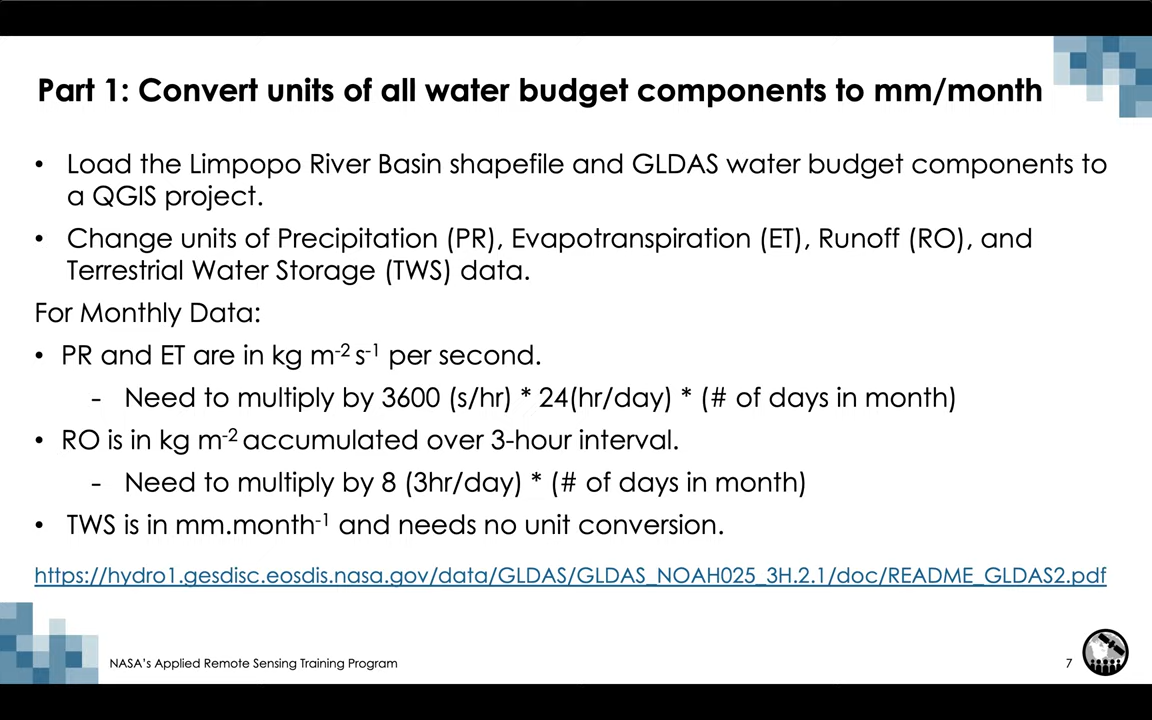 Part 1: Convert units of all water budget components to mm/month
• Load the Limpopo River Basin shapefile and GLDAS water budget components to
a QGIS project.
• Change units of Precipitation (PR), Evapotranspiration (ET), Runoff (RO), and
Terrestrial Water Storage (TWS) data.
For Monthly Data:
• PR and ET are in kg m⁻² s⁻¹ per second.
- Need to multiply by 3600 (s/hr) * 24(hr/day) * (# of days in month)
• RO is in kg m⁻² accumulated over 3-hour interval.
- Need to multiply by 8 (3hr/day) * (# of days in month)
• TWS is in mm.month⁻¹ and needs no unit conversion.
https://hydro1.gesdisc.eosdis.nasa.gov/data/GLDAS/GLDAS_NOAH025_3H.2.1/doc/README_GLDAS2.pdf
NASA's Applied Remote Sensing Training Program
7